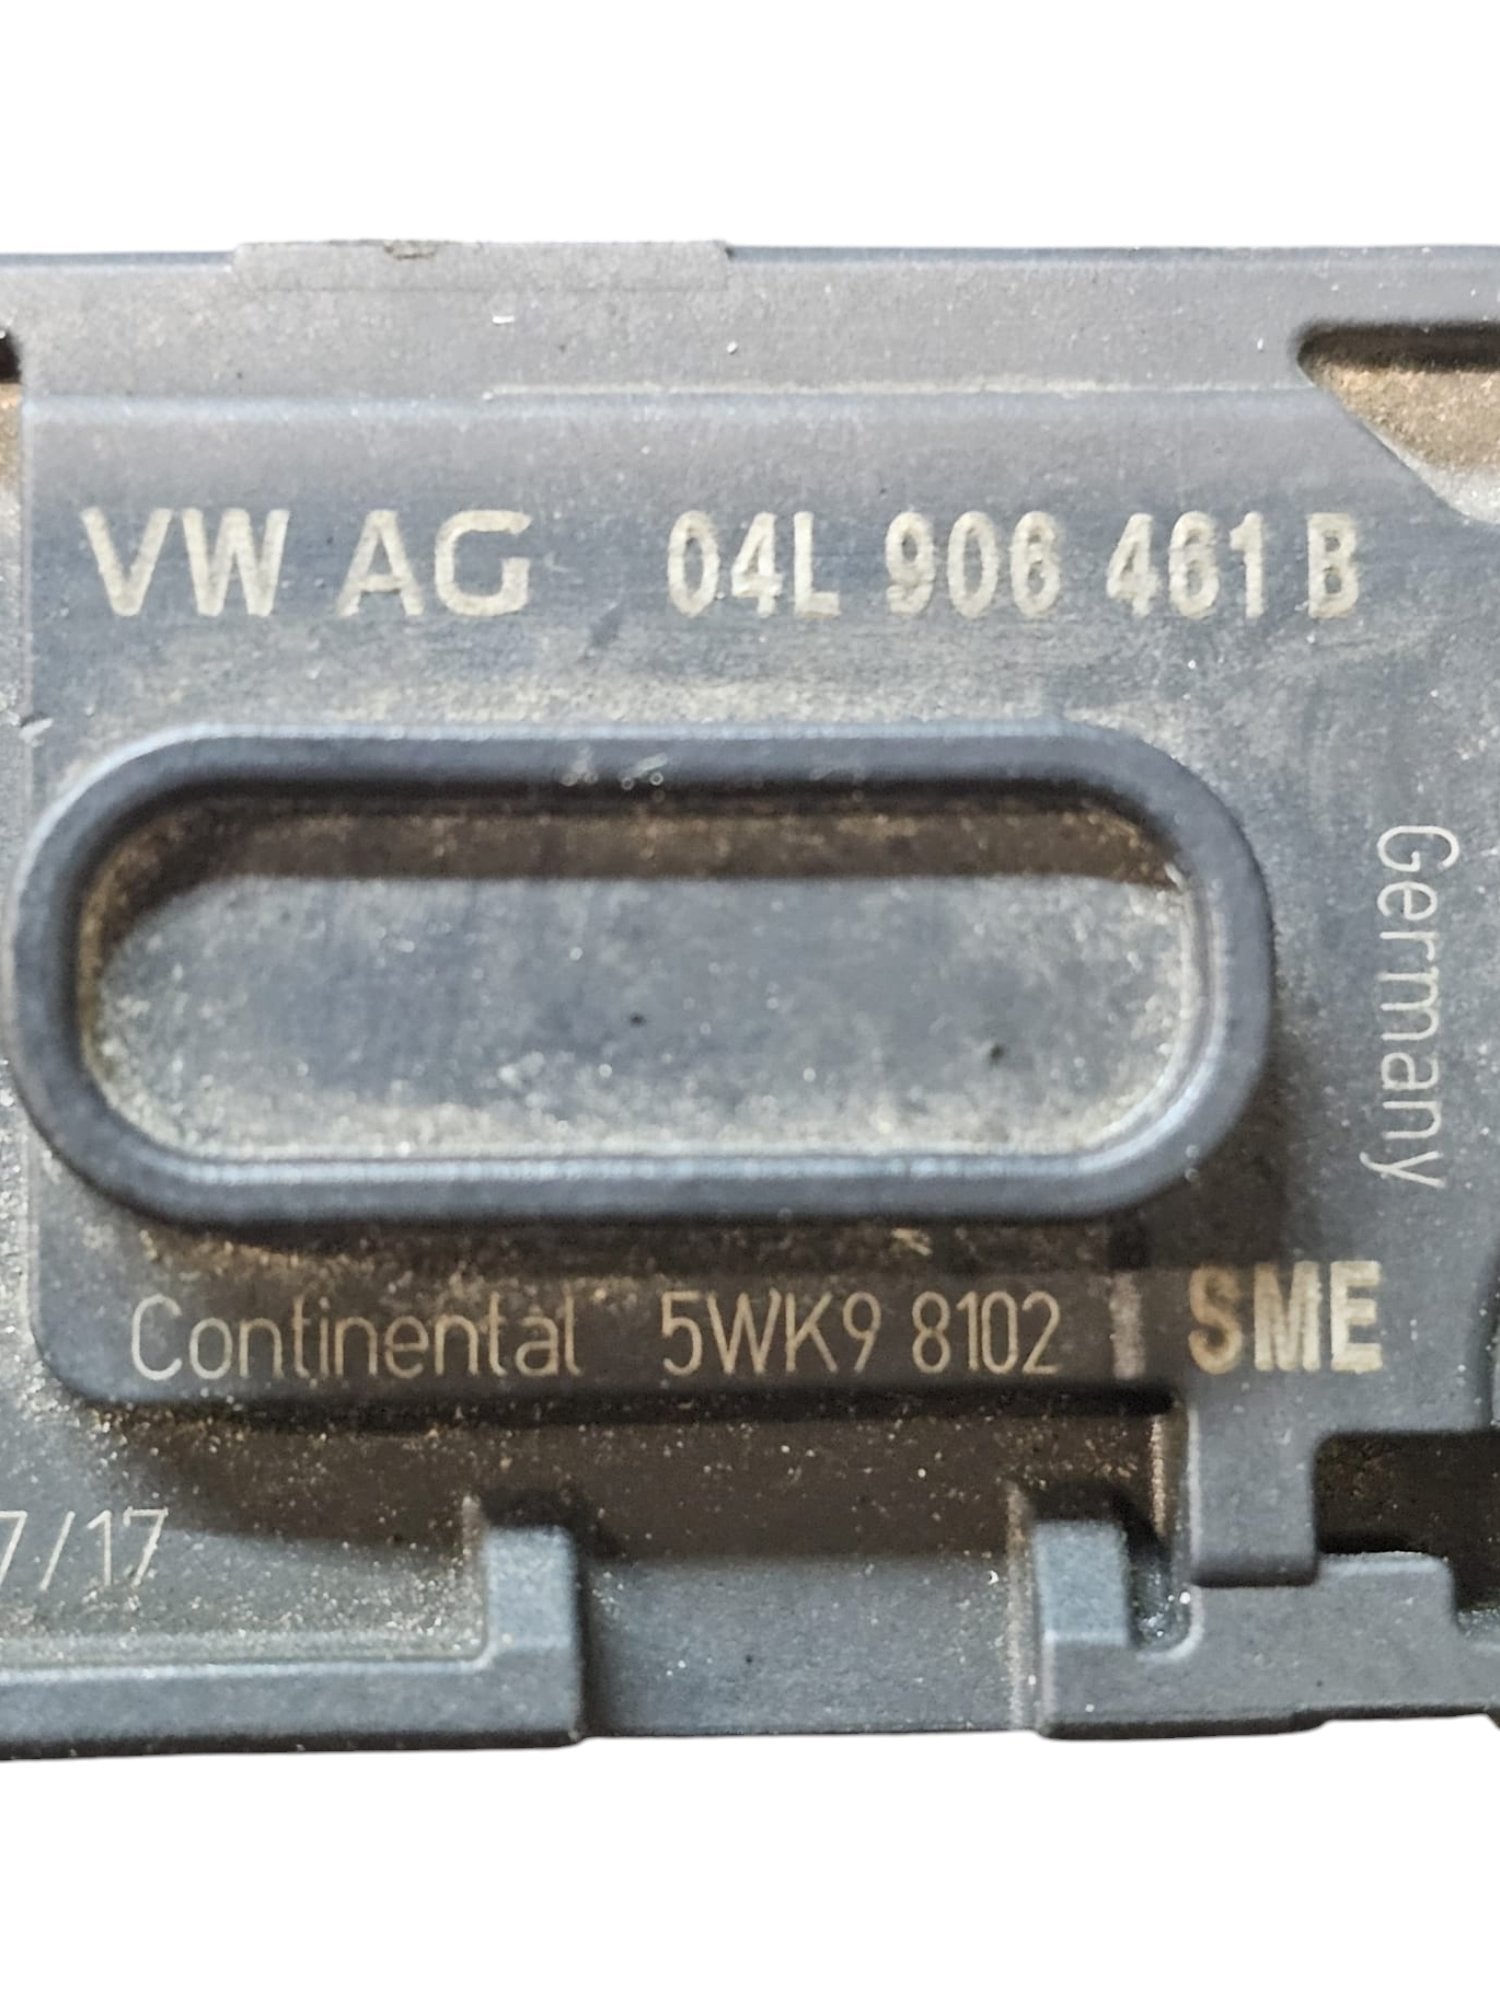 VW AG 04L 906 461 B
Germany
Continental 5WK9 8102 SME
7/17